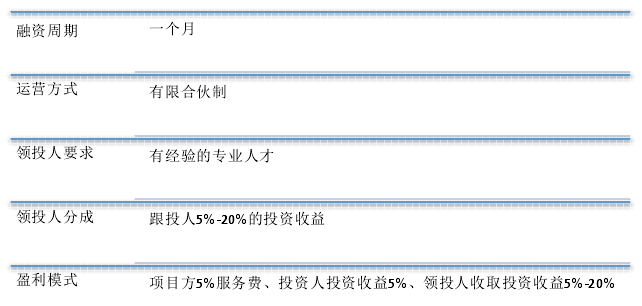 融资周期 一个月
运营方式 有限合伙制
领投人要求 有经验的专业人才
领投人分成 跟投人5%-20%的投资收益
盈利模式 项目方5%服务费、投资人投资收益5%、领投人收取投资收益5%-20%